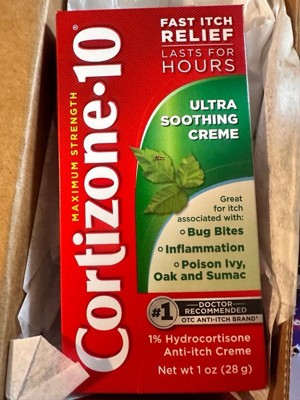 MAXIMUM STRENGTH
Cortizone·10®
FAST ITCH
RELIEF
LASTS FOR
HOURS
ULTRA
SOOTHING
CREME
Great
for itch
associated with:
Bug Bites
Inflammation
Poison Ivy,
Oak and Sumac
#1
DOCTOR
RECOMMENDED
OTC ANTI-ITCH BRAND†
1% Hydrocortisone
Anti-itch Creme
Net wt 1 oz (28 g)